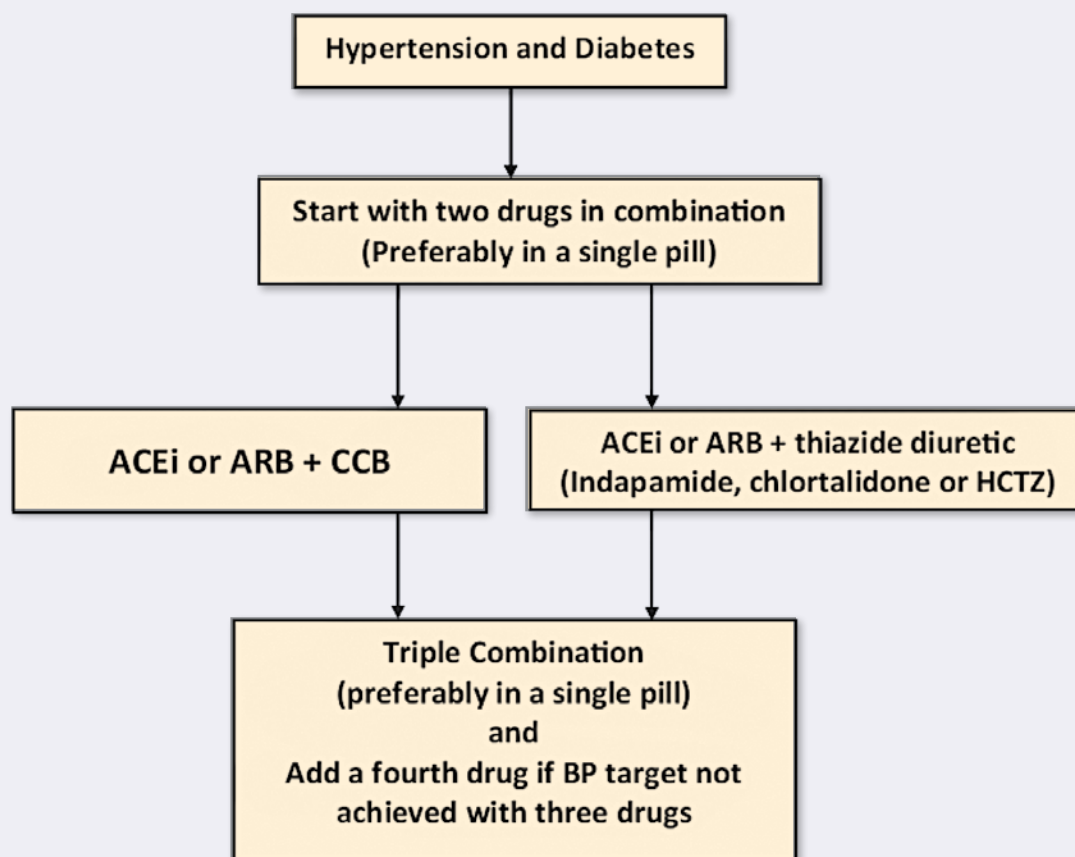 Hypertension and Diabetes
Start with two drugs in combination
(Preferably in a single pill)
ACEi or ARB + CCB
ACEi or ARB + thiazide diuretic
(Indapamide, chlortalidone or HCTZ)
Triple Combination
(preferably in a single pill)
and
Add a fourth drug if BP target not
achieved with three drugs